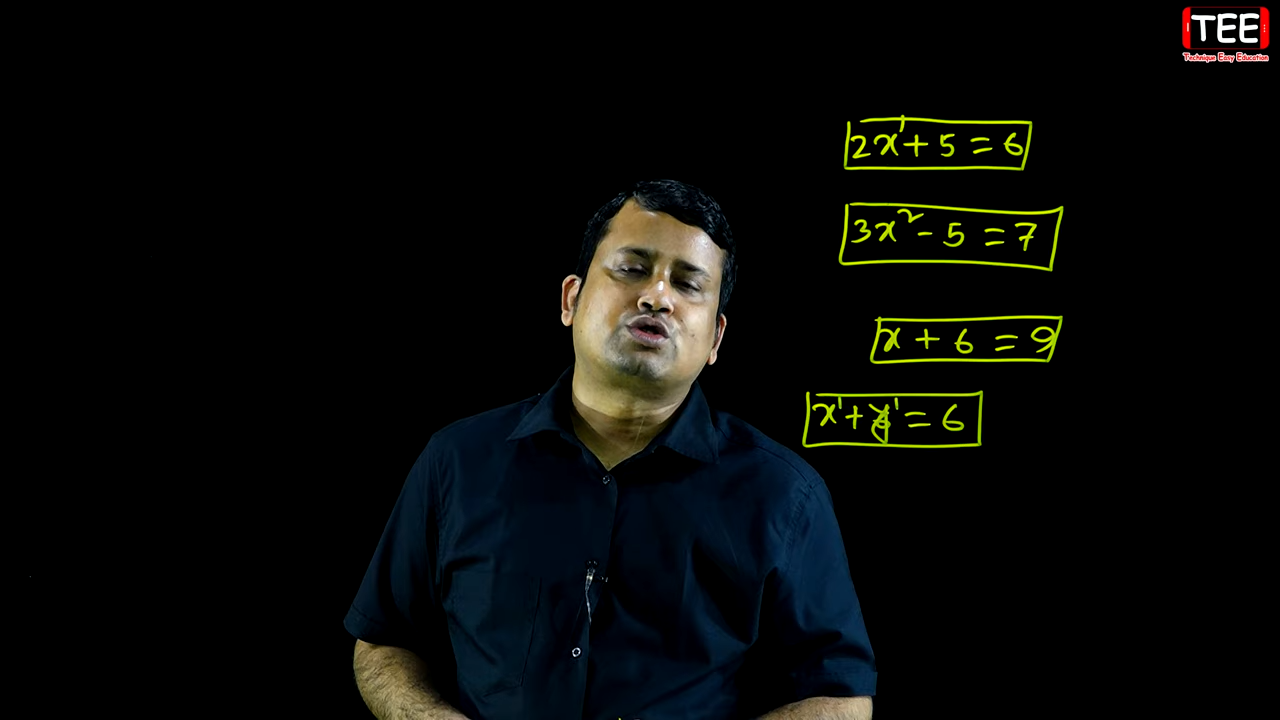 TEE
Technique Easy Education
2x¹ + 5 = 6
3x² - 5 = 7
x + 6 = 9
x¹ + y¹ = 6